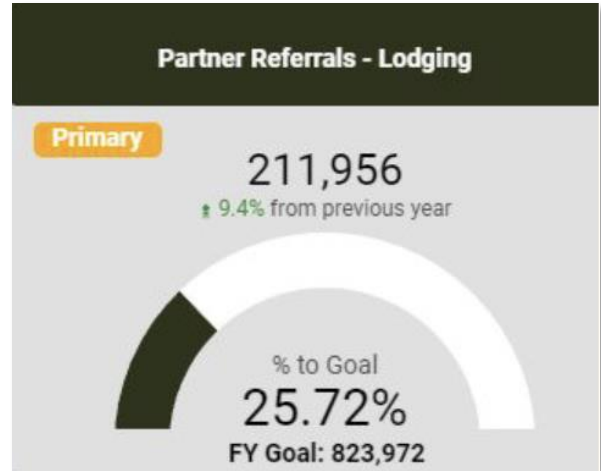 Partner Referrals - Lodging
Primary
211,956
9.4% from previous year
% to Goal
25.72%
FY Goal: 823,972